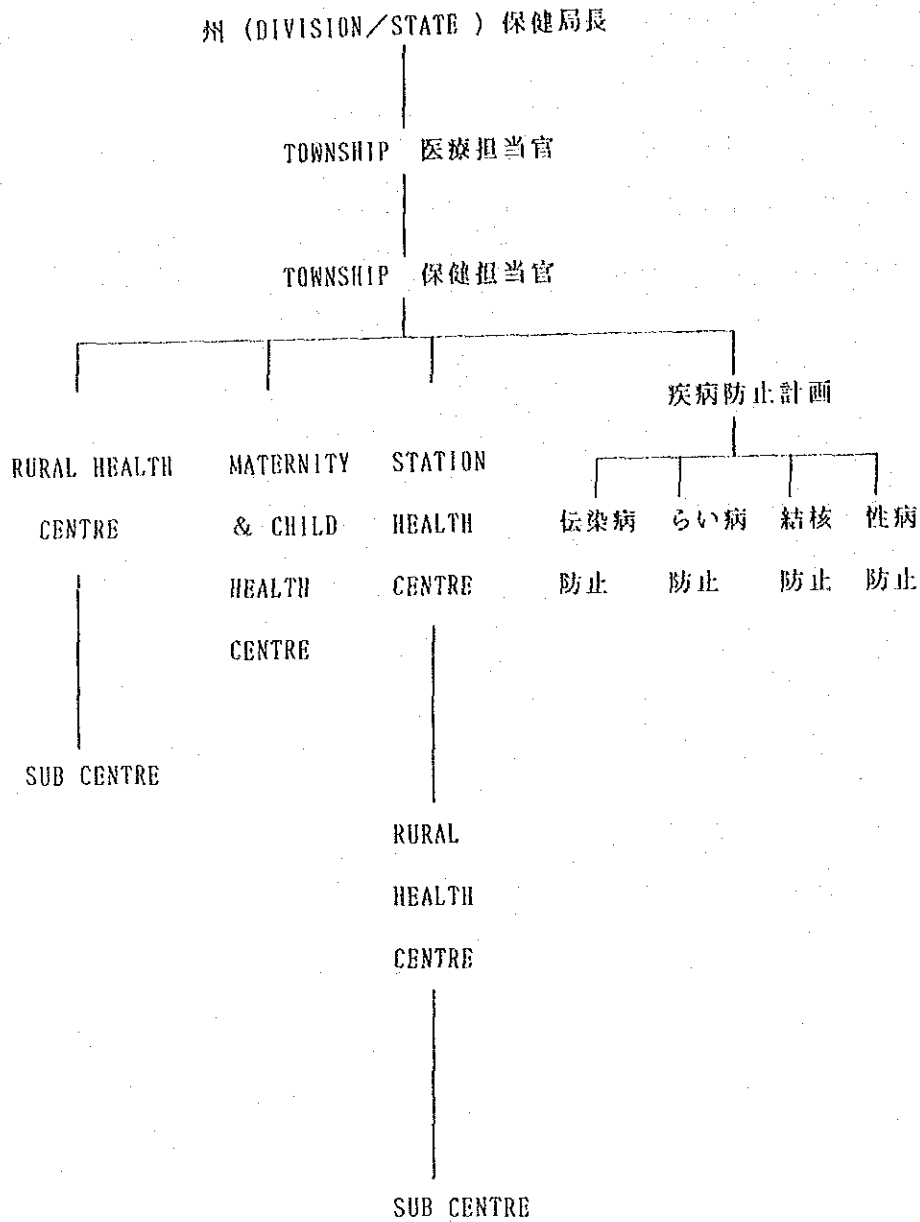 州 (DIVISION／STATE ) 保健局長
TOWNSHIP 医療担当官
TOWNSHIP 保健担当官
疾病防止計画
RURAL HEALTH
CENTRE
MATERNITY
& CHILD
HEALTH
CENTRE
STATION
HEALTH
CENTRE
伝染病
防止
らい病
防止
結核
防止
性病
防止
SUB CENTRE
RURAL
HEALTH
CENTRE
SUB CENTRE